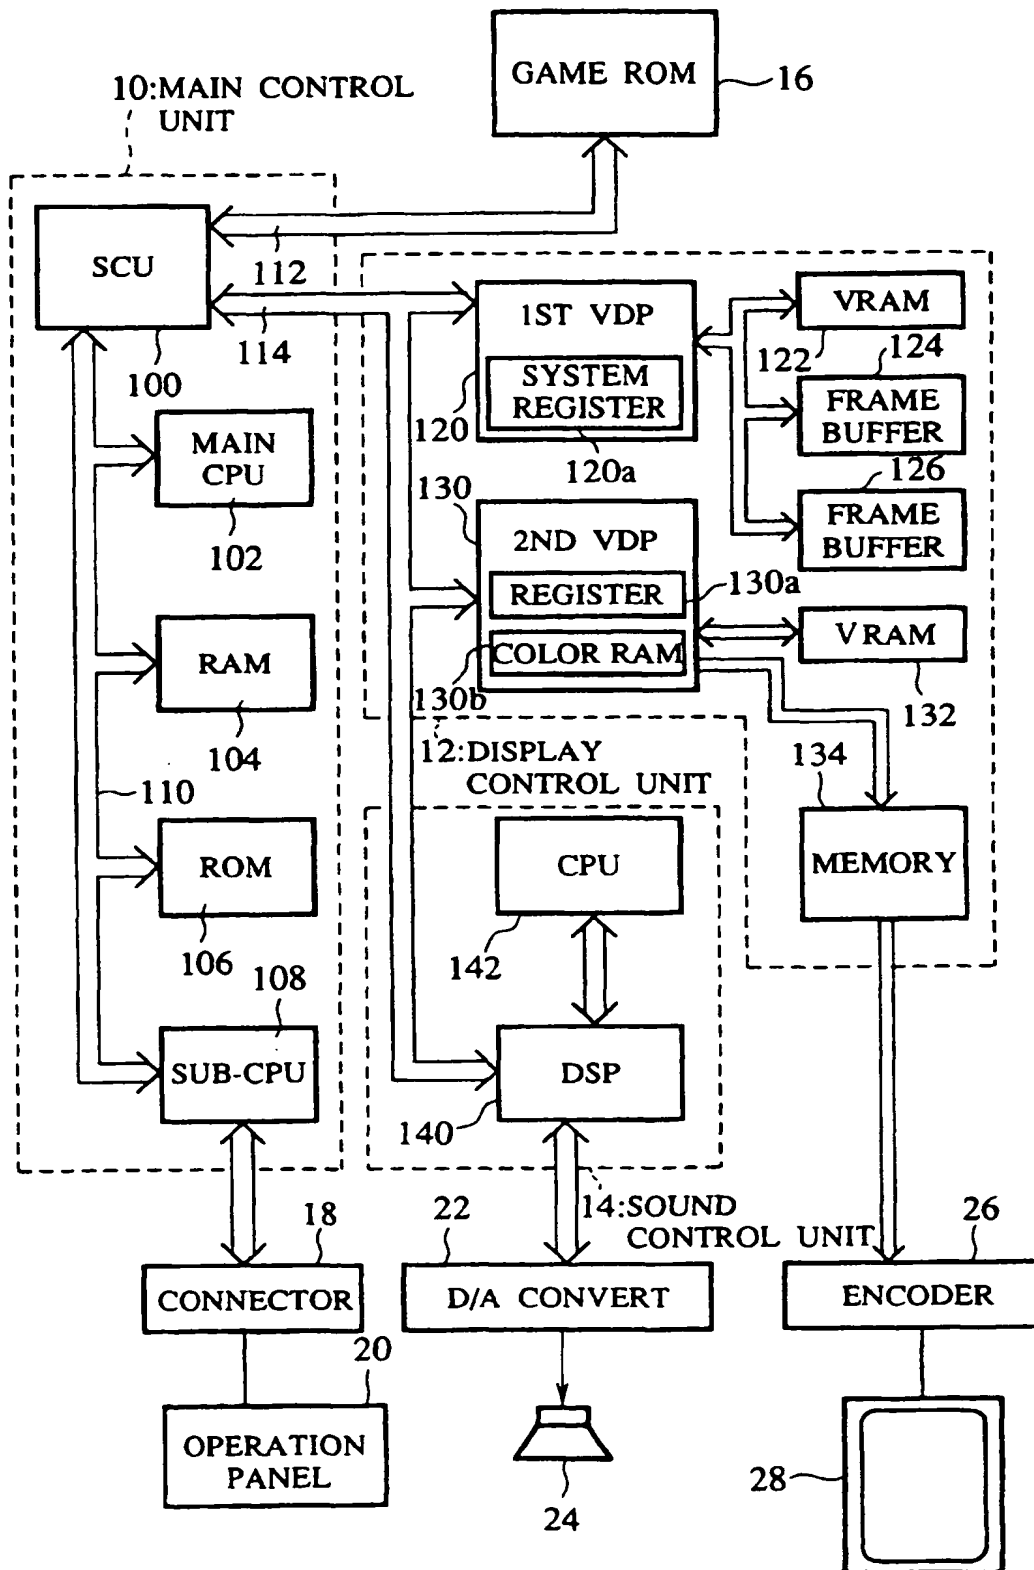 GAME ROM
16
10:MAIN CONTROL
UNIT
SCU
112
114
100
1ST VDP
SYSTEM
REGISTER
120
120a
VRAM
122
124
FRAME
BUFFER
126
FRAME
BUFFER
MAIN
CPU
102
130
2ND VDP
REGISTER
130a
COLOR RAM
130b
VRAM
132
RAM
104
12:DISPLAY
CONTROL UNIT
134
110
MEMORY
CPU
142
ROM
106
108
SUB-CPU
DSP
140
14:SOUND
CONTROL UNIT
18
22
26
CONNECTOR
D/A CONVERT
ENCODER
20
OPERATION
PANEL
24
28